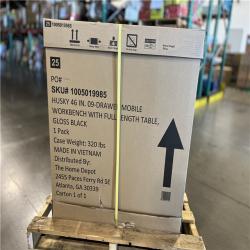 25 1005019985
25
PO#:
SKU# 1005019985
HUSKY 46 IN. 09-DRAWER MOBILE
WORKBENCH WITH FULL LENGTH TABLE,
GLOSS BLACK
1 Pack
Case Weight: 320 lbs
MADE IN VIETNAM
Distributed By:
The Home Depot
2455 Paces Ferry Rd SE
Atlanta, GA 30339
Carton 1 of 1